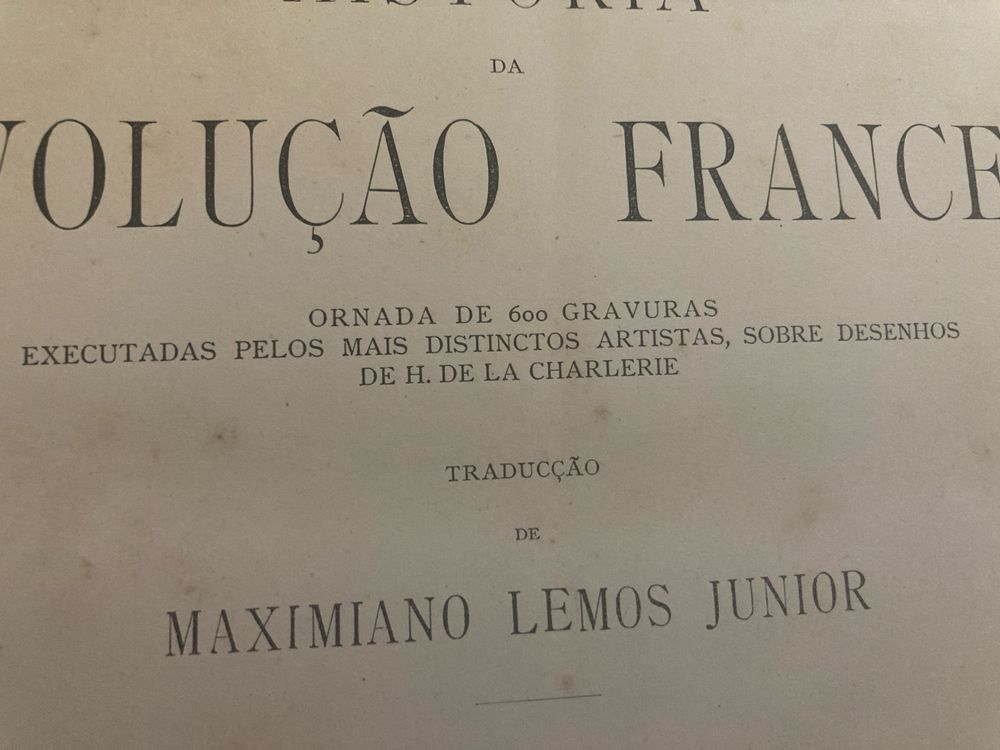 HISTORIA
DA
VOLUÇÃO FRANCE
ORNADA DE 600 GRAVURAS
EXECUTADAS PELOS MAIS DISTINCTOS ARTISTAS, SOBRE DESENHOS
DE H. DE LA CHARLERIE
TRADUCÇÃO
DE
MAXIMIANO LEMOS JUNIOR